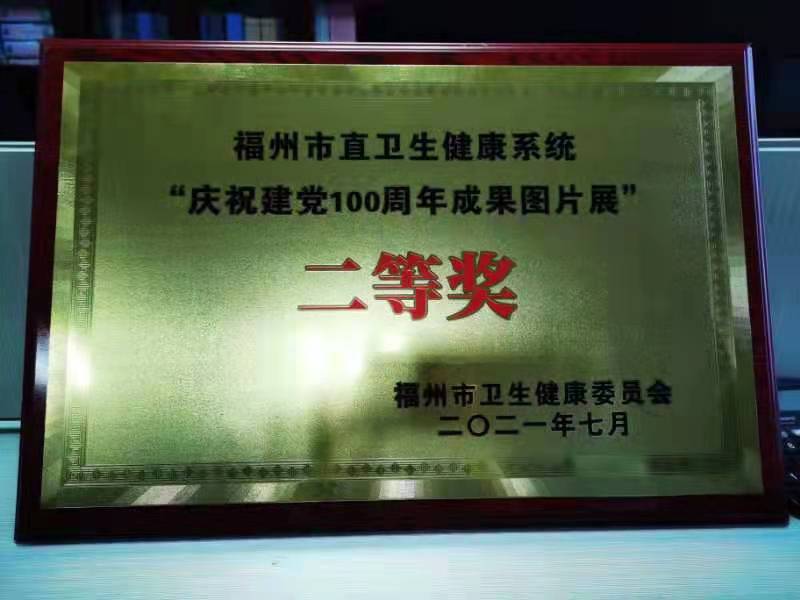 福州市直卫生健康系统
“庆祝建党100周年成果图片展”
二等奖
福州市卫生健康委员会
二〇二一年七月